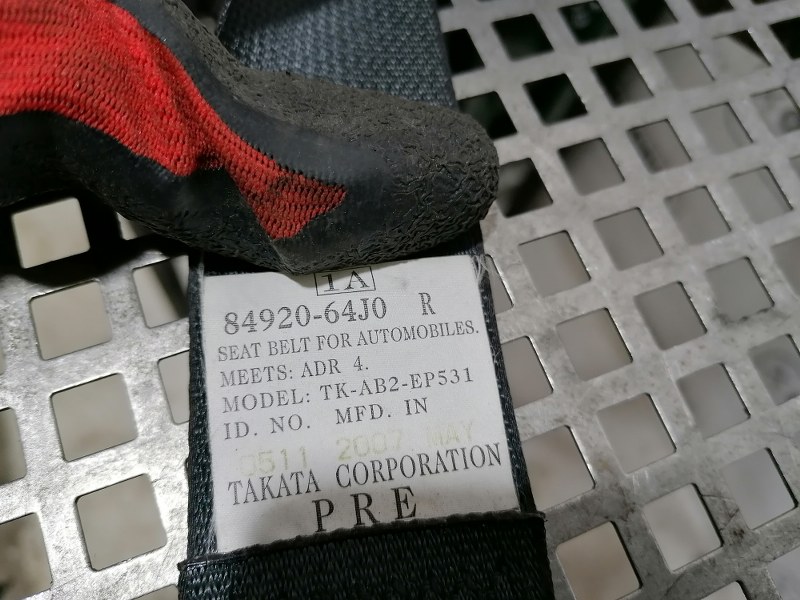 1A
84920-64J0 R
SEAT BELT FOR AUTOMOBILES.
MEETS: ADR 4.
MODEL: TK-AB2-EP531
ID. NO. MFD. IN
0511 2007 MAY
TAKATA CORPORATION
PRE